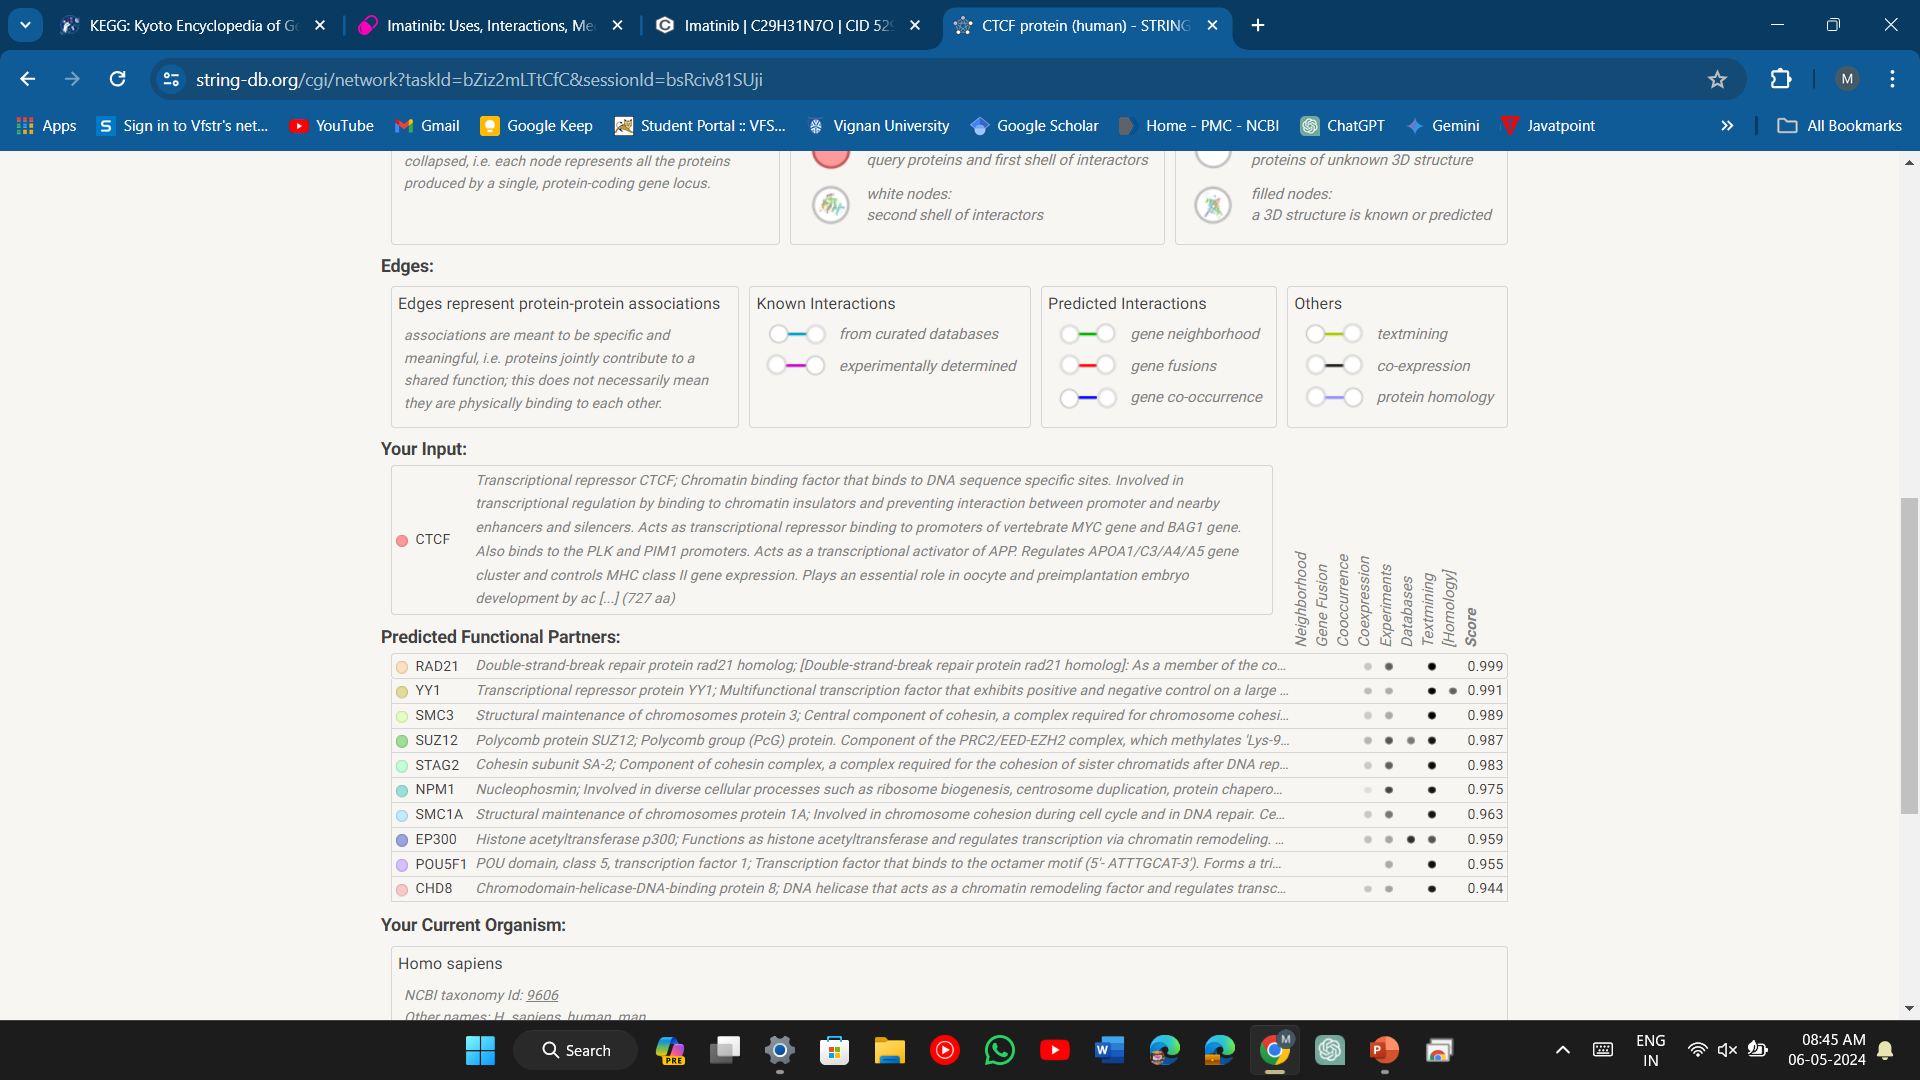 KEGG: Kyoto Encyclopedia of Ge
Imatinib: Uses, Interactions, Me
Imatinib | C29H31N7O | CID 529
CTCF protein (human) - STRING
string-db.org/cgi/network?taskId=bZiz2mLTtCfC&sessionId=bsRciv81SUji
M
Apps
S Sign in to Vfstr's net...
YouTube
Gmail
Google Keep
Student Portal :: VFS...
Vignan University
Google Scholar
Home - PMC - NCBI
ChatGPT
Gemini
Javatpoint
»
All Bookmarks
collapsed, i.e. each node represents all the proteins
produced by a single, protein-coding gene locus.
query proteins and first shell of interactors
white nodes:
second shell of interactors
proteins of unknown 3D structure
filled nodes:
a 3D structure is known or predicted
Edges:
Edges represent protein-protein associations
associations are meant to be specific and
meaningful, i.e. proteins jointly contribute to a
shared function; this does not necessarily mean
they are physically binding to each other.
Known Interactions
from curated databases
experimentally determined
Predicted Interactions
gene neighborhood
gene fusions
gene co-occurrence
Others
textmining
co-expression
protein homology
Your Input:
CTCF
Transcriptional repressor CTCF; Chromatin binding factor that binds to DNA sequence specific sites. Involved in
transcriptional regulation by binding to chromatin insulators and preventing interaction between promoter and nearby
enhancers and silencers. Acts as transcriptional repressor binding to promoters of vertebrate MYC gene and BAG1 gene.
Also binds to the PLK and PIM1 promoters. Acts as a transcriptional activator of APP. Regulates APOA1/C3/A4/A5 gene
cluster and controls MHC class II gene expression. Plays an essential role in oocyte and preimplantation embryo
development by ac [...] (727 aa)
Neighborhood
Gene Fusion
Cooccurrence
Coexpression
Experiments
Databases
Textmining
[Homology]
Score
Predicted Functional Partners:
RAD21 Double-strand-break repair protein rad21 homolog; [Double-strand-break repair protein rad21 homolog]: As a member of the co... 0.999
YY1 Transcriptional repressor protein YY1; Multifunctional transcription factor that exhibits positive and negative control on a large ... 0.991
SMC3 Structural maintenance of chromosomes protein 3; Central component of cohesin, a complex required for chromosome cohesi... 0.989
SUZ12 Polycomb protein SUZ12; Polycomb group (PcG) protein. Component of the PRC2/EED-EZH2 complex, which methylates 'Lys-9... 0.987
STAG2 Cohesin subunit SA-2; Component of cohesin complex, a complex required for the cohesion of sister chromatids after DNA rep... 0.983
NPM1 Nucleophosmin; Involved in diverse cellular processes such as ribosome biogenesis, centrosome duplication, protein chapero... 0.975
SMC1A Structural maintenance of chromosomes protein 1A; Involved in chromosome cohesion during cell cycle and in DNA repair. Ce... 0.963
EP300 Histone acetyltransferase p300; Functions as histone acetyltransferase and regulates transcription via chromatin remodeling. ... 0.959
POU5F1 POU domain, class 5, transcription factor 1; Transcription factor that binds to the octamer motif (5'- ATTTGCAT-3'). Forms a tri... 0.955
CHD8 Chromodomain-helicase-DNA-binding protein 8; DNA helicase that acts as a chromatin remodeling factor and regulates transc... 0.944
Your Current Organism:
Homo sapiens
NCBI taxonomy Id: 9606
Other names: H. sapiens, human, man
Search
PRE
M
ENG
IN
08:45 AM
06-05-2024